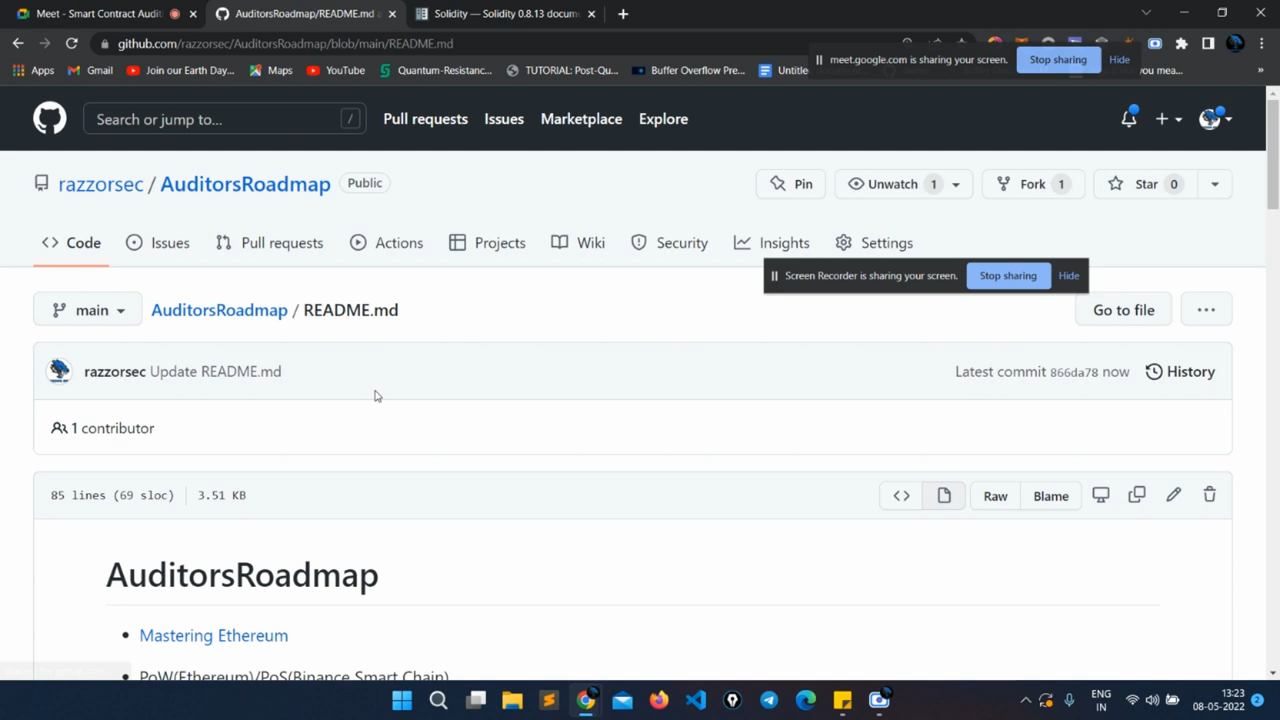 Meet - Smart Contract Audit
AuditorsRoadmap/README.md
Solidity — Solidity 0.8.13 docum
github.com/razzorsec/AuditorsRoadmap/blob/main/README.md
meet.google.com is sharing your screen. Stop sharing Hide
Apps Gmail Join our Earth Day... Maps YouTube Quantum-Resistanc... TUTORIAL: Post-Qu... Buffer Overflow Pre... Untitle you mea...
Search or jump to... / Pull requests Issues Marketplace Explore
razzorsec / AuditorsRoadmap Public Pin Unwatch 1 Fork 1 Star 0
Code Issues Pull requests Actions Projects Wiki Security Insights Settings
Screen Recorder is sharing your screen. Stop sharing Hide
main AuditorsRoadmap / README.md Go to file ...
razzorsec Update README.md Latest commit 866da78 now History
1 contributor
85 lines (69 sloc) 3.51 KB Raw Blame
AuditorsRoadmap
• Mastering Ethereum
• PoW(Ethereum)/PoS(Binance Smart Chain)
ENG 13:23
IN 08-05-2022 2